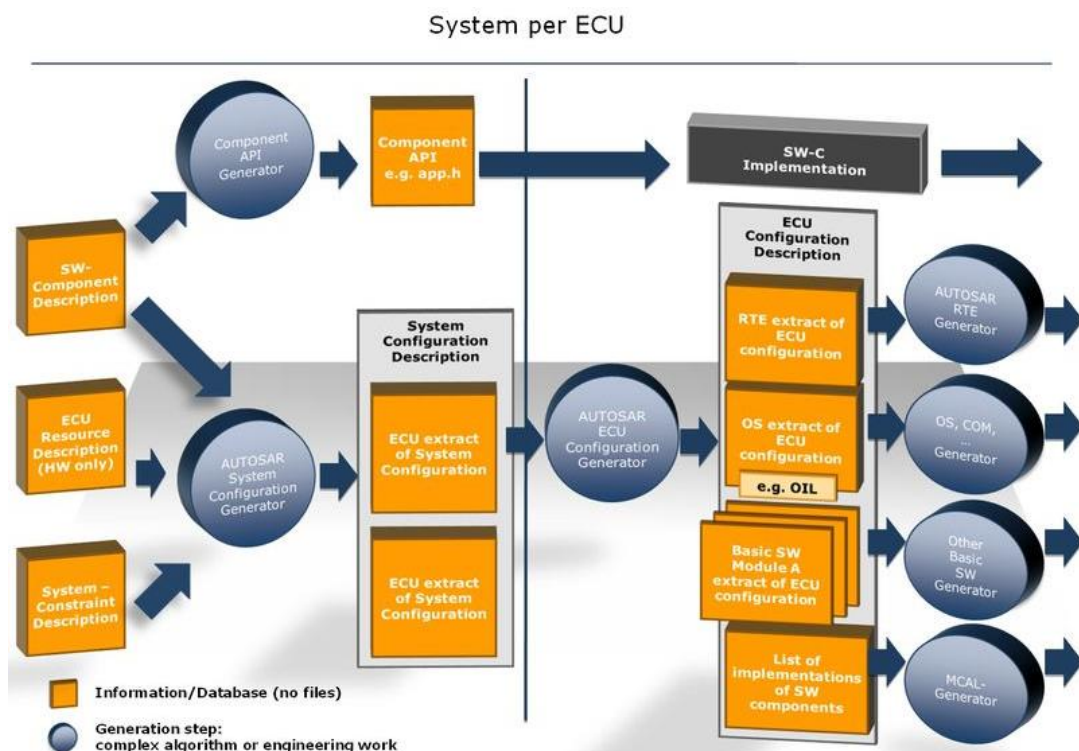 System per ECU
Component
API
Generator
Component
API
e.g. app.h
SW-C
Implementation
SW-
Component
Description
ECU
Resource
Description
(HW only)
System –
Constraint
Description
AUTOSAR
System
Configuration
Generator
System
Configuration
Description
ECU extract
of System
Configuration
ECU extract
of System
Configuration
AUTOSAR
ECU
Configuration
Generator
ECU
Configuration
Description
RTE extract of
ECU
configuration
OS extract of
ECU
configuration
e.g. OIL
Basic SW
Module A
extract of ECU
configuration
List of
implementations
of SW
components
AUTOSAR
RTE
Generator
OS, COM,
...
Generator
Other
Basic
SW
Generator
MCAL-
Generator
Information/Database (no files)
Generation step:
complex algorithm or engineering work